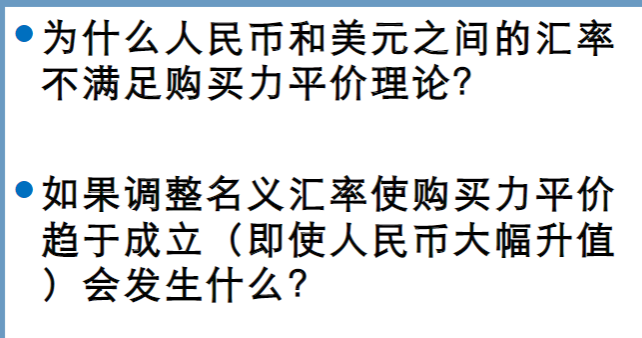 •为什么人民币和美元之间的汇率
不满足购买力平价理论？
•如果调整名义汇率使购买力平价
趋于成立（即使人民币大幅升值
）会发生什么？